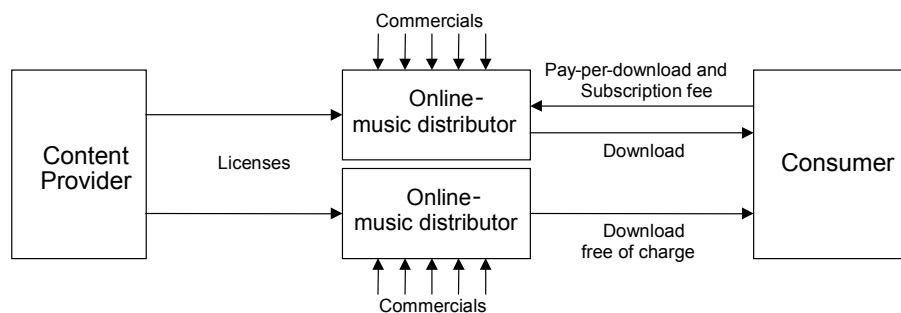 Commercials
Content
Provider
Licenses
Online-
music distributor
Pay-per-download and
Subscription fee
Download
Consumer
Online-
music distributor
Download
free of charge
Commercials